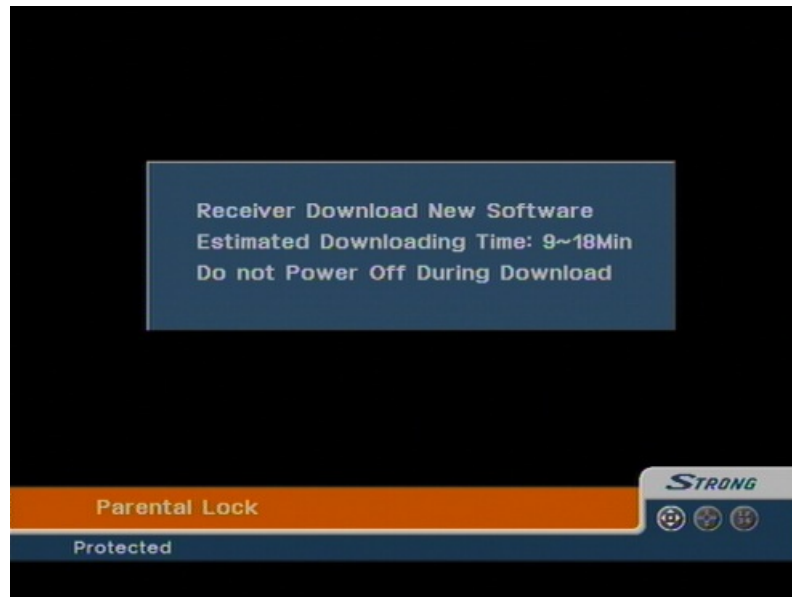 Receiver Download New Software
Estimated Downloading Time: 9~18Min
Do not Power Off During Download
STRONG
Parental Lock
Protected